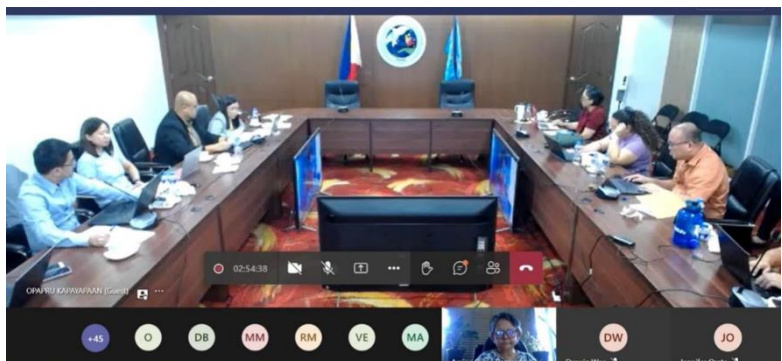 02:54:38
OPAPRU KAPAYAPAAN (Guest)
+45
O
DB
MM
RM
VE
MA
DW
JO